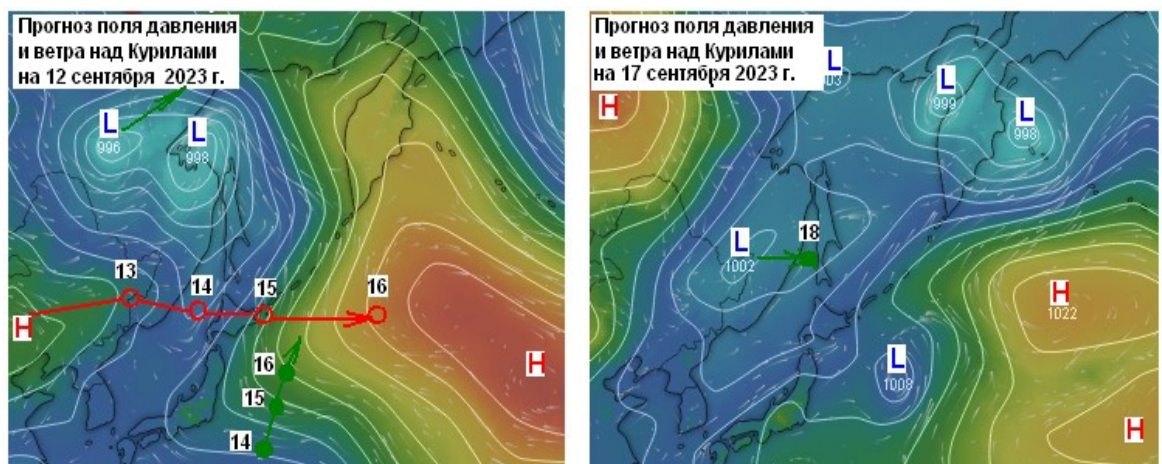 Прогноз поля давления
и ветра над Курилами
на 12 сентября 2023 г.
L
996
L
998
13
14
15
16
H
H
16
15
14
Прогноз поля давления
и ветра над Курилами
на 17 сентября 2023 г.
L
H
L
999
L
998
18
L
1002
H
1022
L
1008
H